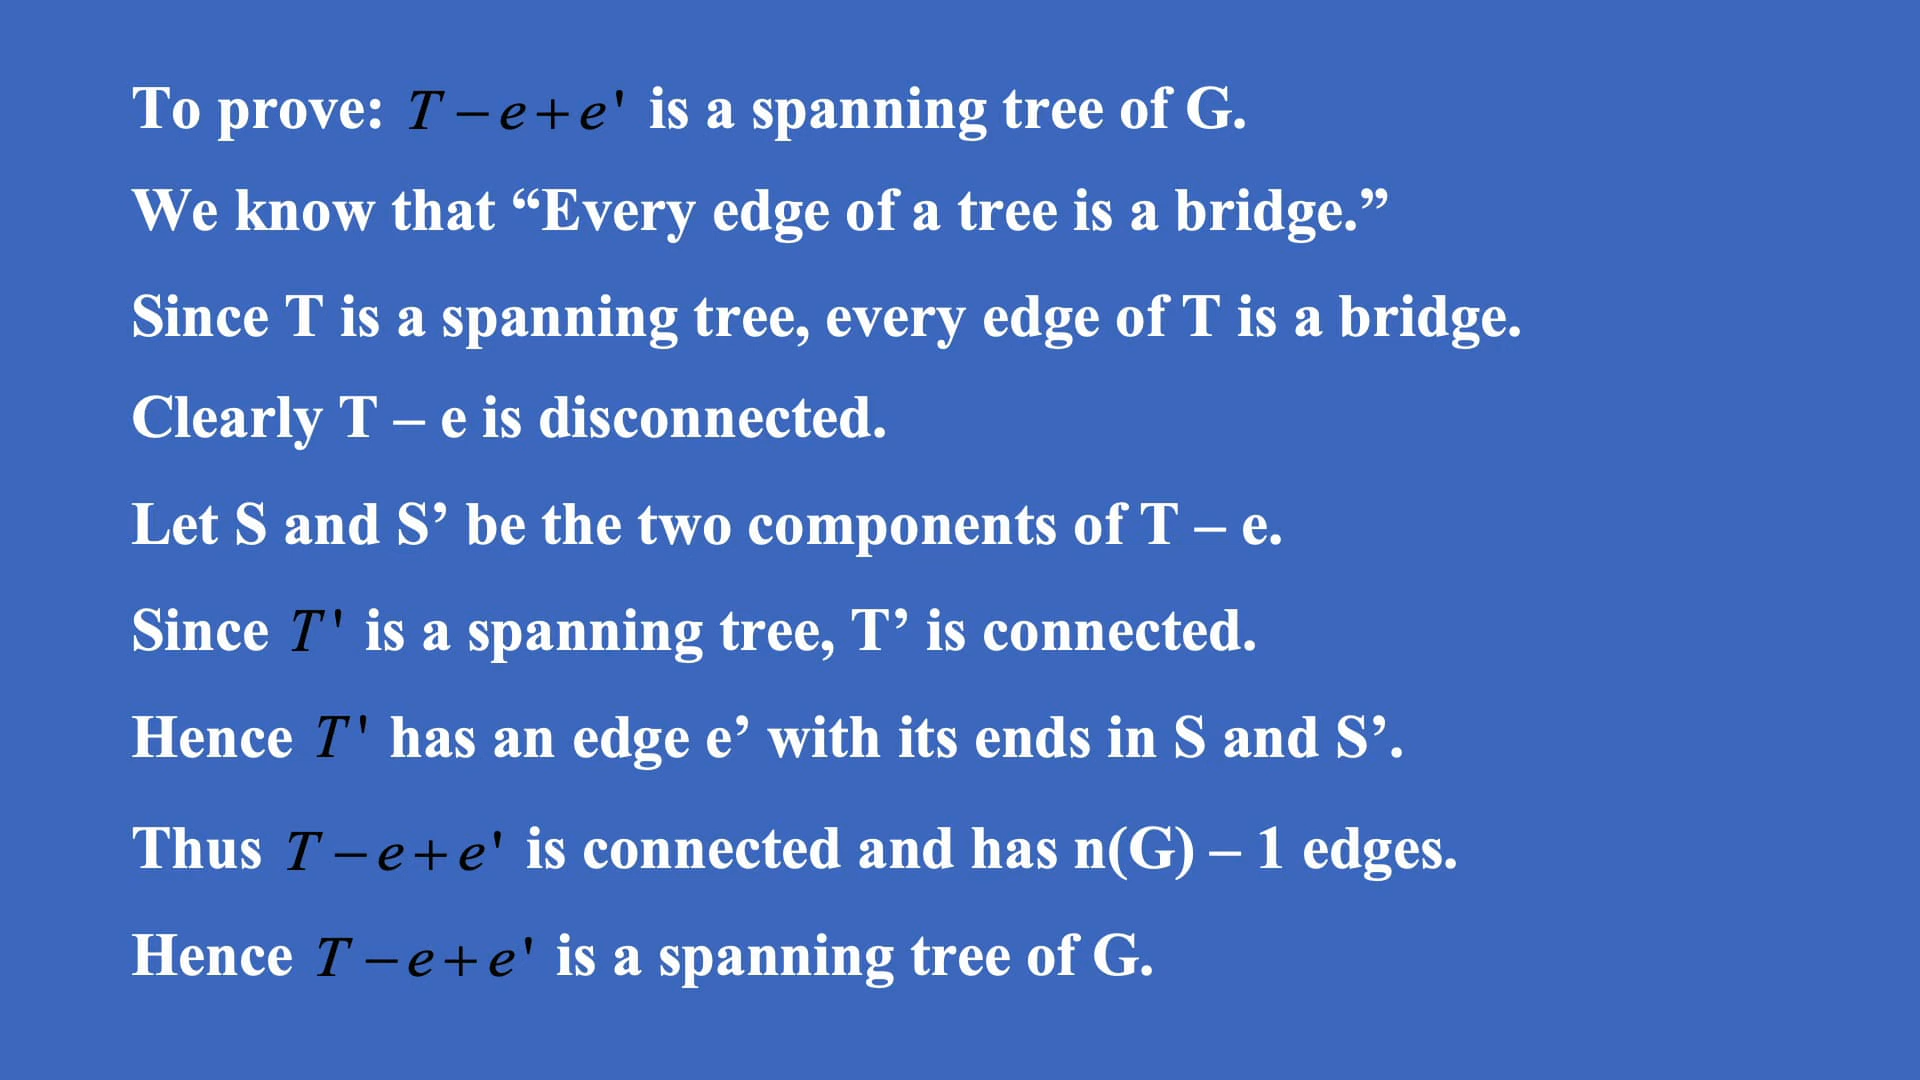 To prove: T − e + e' is a spanning tree of G.
We know that “Every edge of a tree is a bridge.”
Since T is a spanning tree, every edge of T is a bridge.
Clearly T – e is disconnected.
Let S and S’ be the two components of T – e.
Since T' is a spanning tree, T’ is connected.
Hence T' has an edge e’ with its ends in S and S’.
Thus T − e + e' is connected and has n(G) – 1 edges.
Hence T − e + e' is a spanning tree of G.